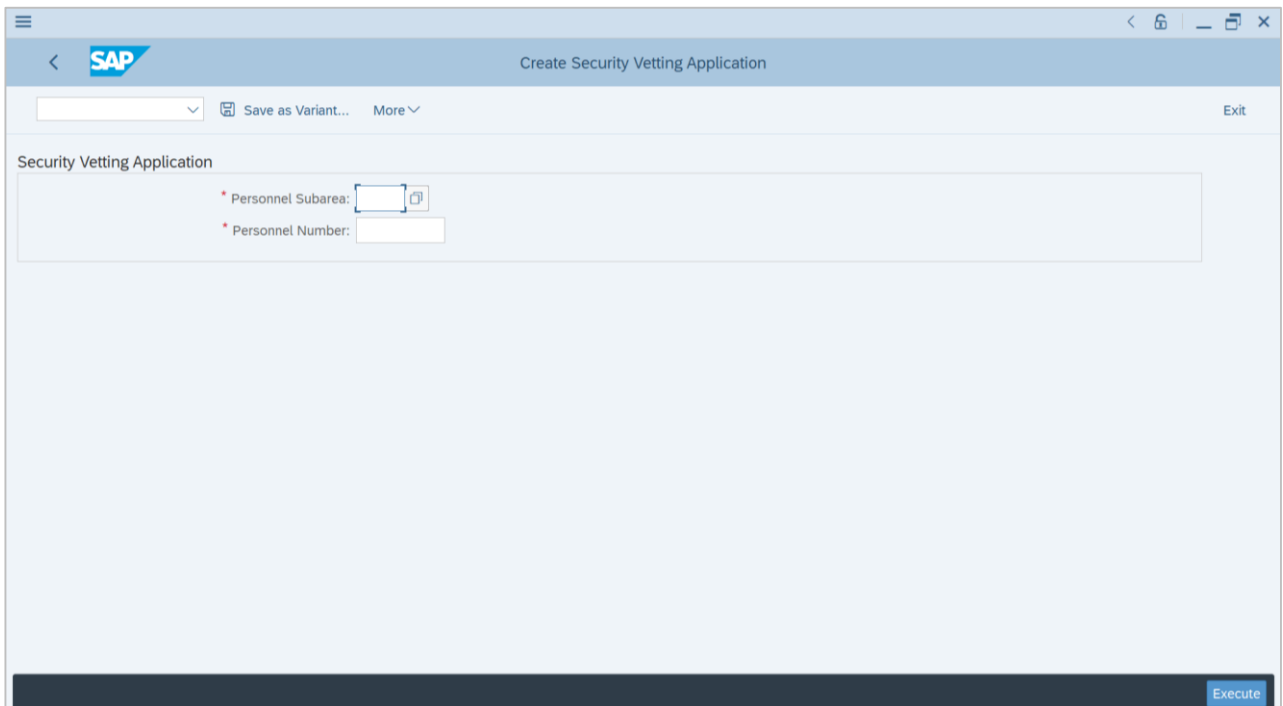 SAP
Create Security Vetting Application
Save as Variant... More Exit
Security Vetting Application
* Personnel Subarea:
* Personnel Number:
Execute